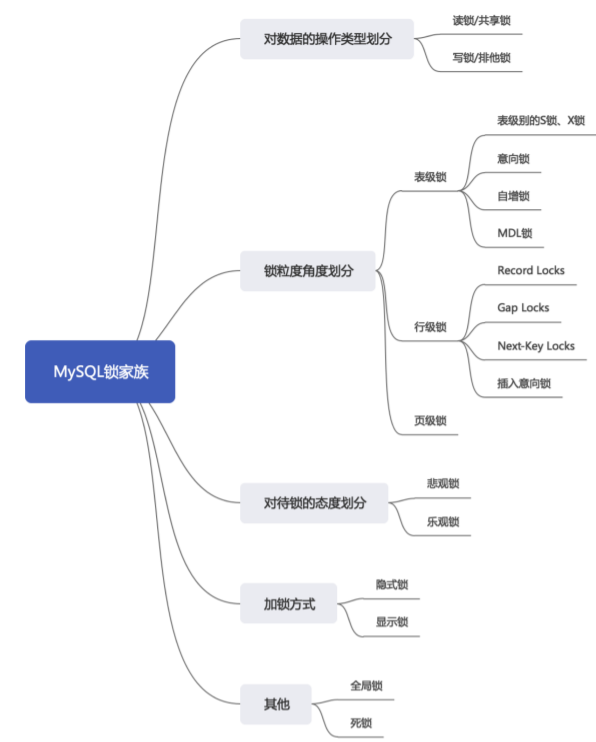 MySQL锁家族
对数据的操作类型划分
读锁/共享锁
写锁/排他锁
锁粒度角度划分
表级锁
表级别的S锁、X锁
意向锁
自增锁
MDL锁
行级锁
Record Locks
Gap Locks
Next-Key Locks
插入意向锁
页级锁
对待锁的态度划分
悲观锁
乐观锁
加锁方式
隐式锁
显示锁
其他
全局锁
死锁